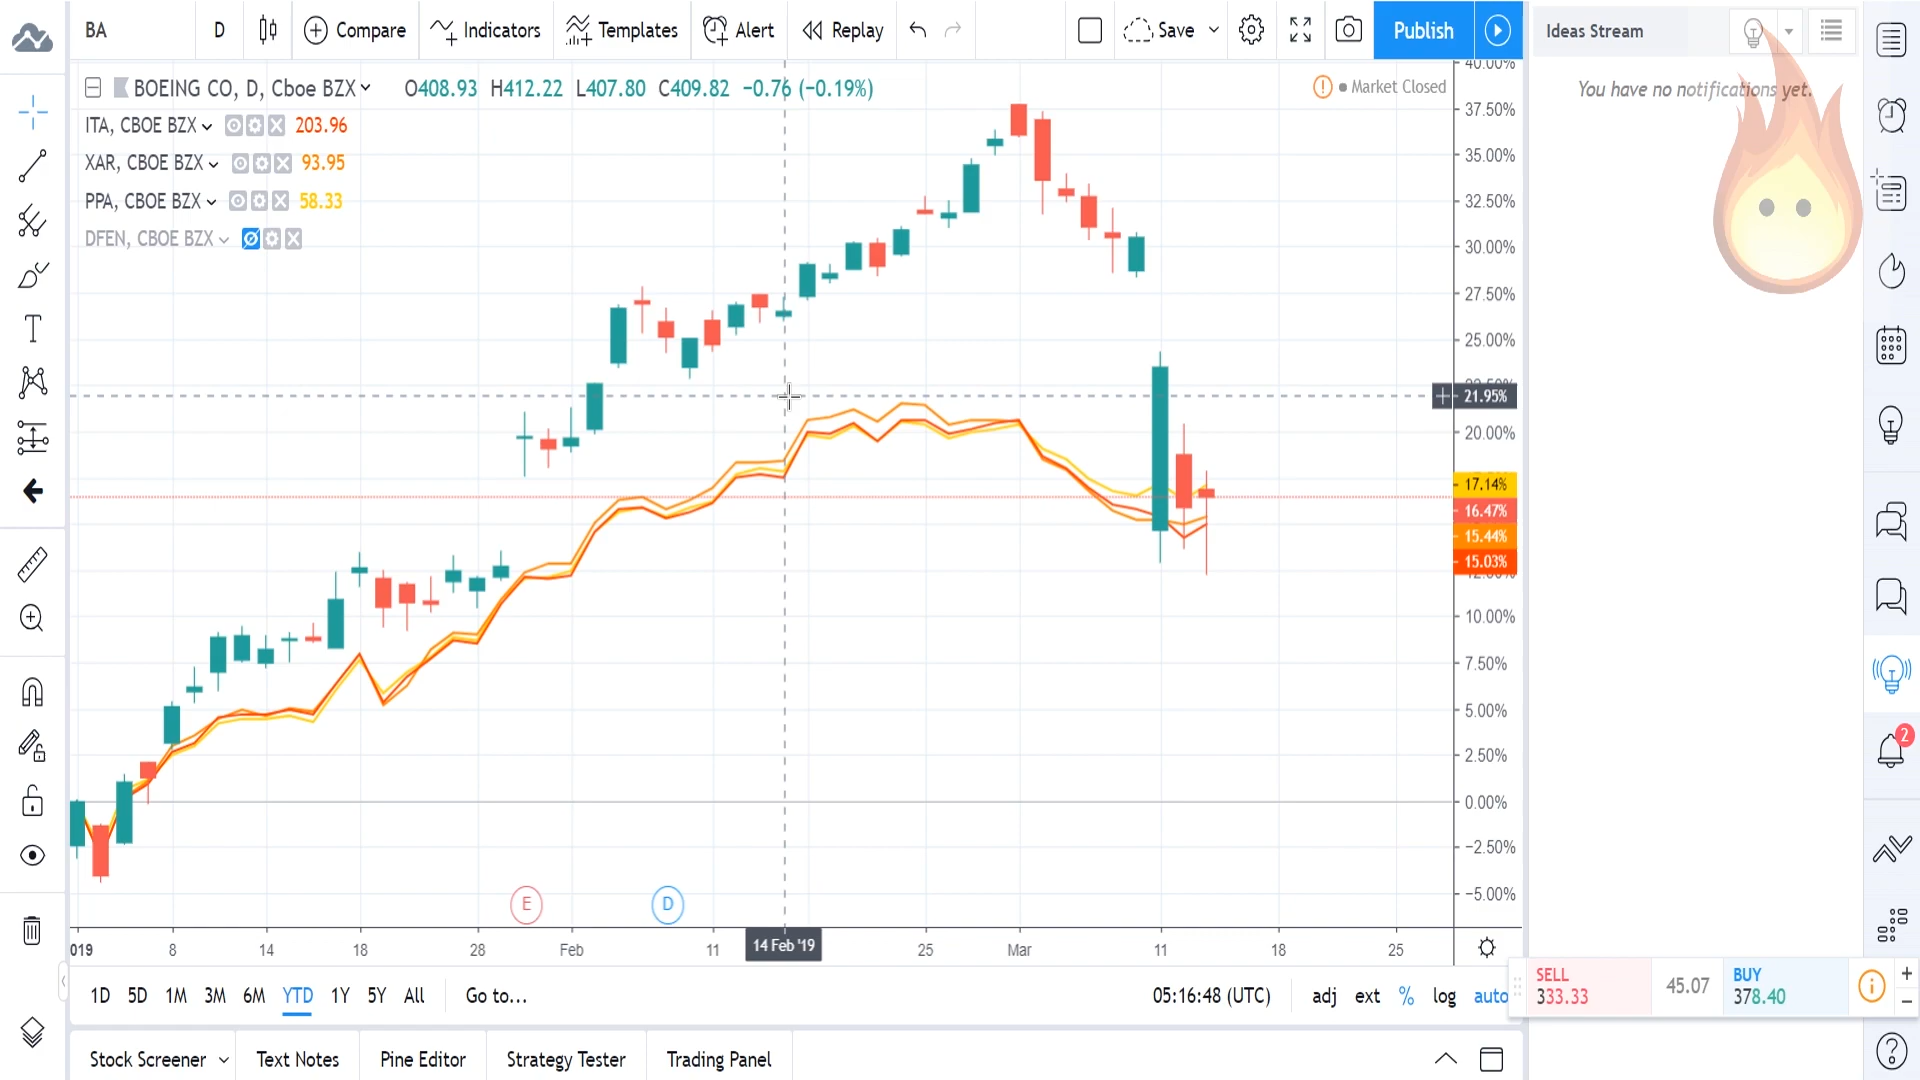 BA
D
Compare
Indicators
Templates
Alert
Replay
Save
Publish
Ideas Stream
You have no notifications yet.
BOEING CO, D, Cboe BZX
O408.93 H412.22 L407.80 C409.82 −0.76 (−0.19%)
Market Closed
ITA, CBOE BZX 203.96
XAR, CBOE BZX 93.95
PPA, CBOE BZX 58.33
DFEN, CBOE BZX
40.00%
37.50%
35.00%
32.50%
30.00%
27.50%
25.00%
21.95%
20.00%
17.14%
16.47%
15.44%
15.03%
10.00%
7.50%
5.00%
2.50%
0.00%
−2.50%
−5.00%
2
E
D
019 8 14 18 28 Feb 11 14 Feb '19 25 Mar 11 18 25
1D 5D 1M 3M 6M YTD 1Y 5Y All Go to...
05:16:48 (UTC) adj ext % log auto
SELL
333.33
45.07
BUY
378.40
Stock Screener Text Notes Pine Editor Strategy Tester Trading Panel